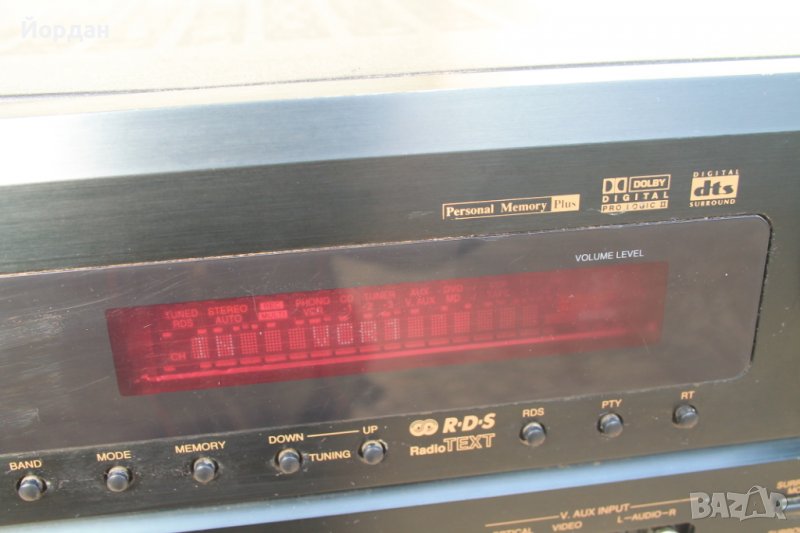 Йордан
Personal Memory Plus
DOLBY
DIGITAL
PRO LOGIC II
DIGITAL
dts
SURROUND
VOLUME LEVEL
TUNED STEREO PHONO CD TUNER AUX DVD
RDS AUTO VCR V. AUX MD
CH
BAND MODE MEMORY DOWN UP TUNING
R·D·S
RadioTEXT
RDS PTY RT
V. AUX INPUT
VIDEO L–AUDIO–R
BAZAR